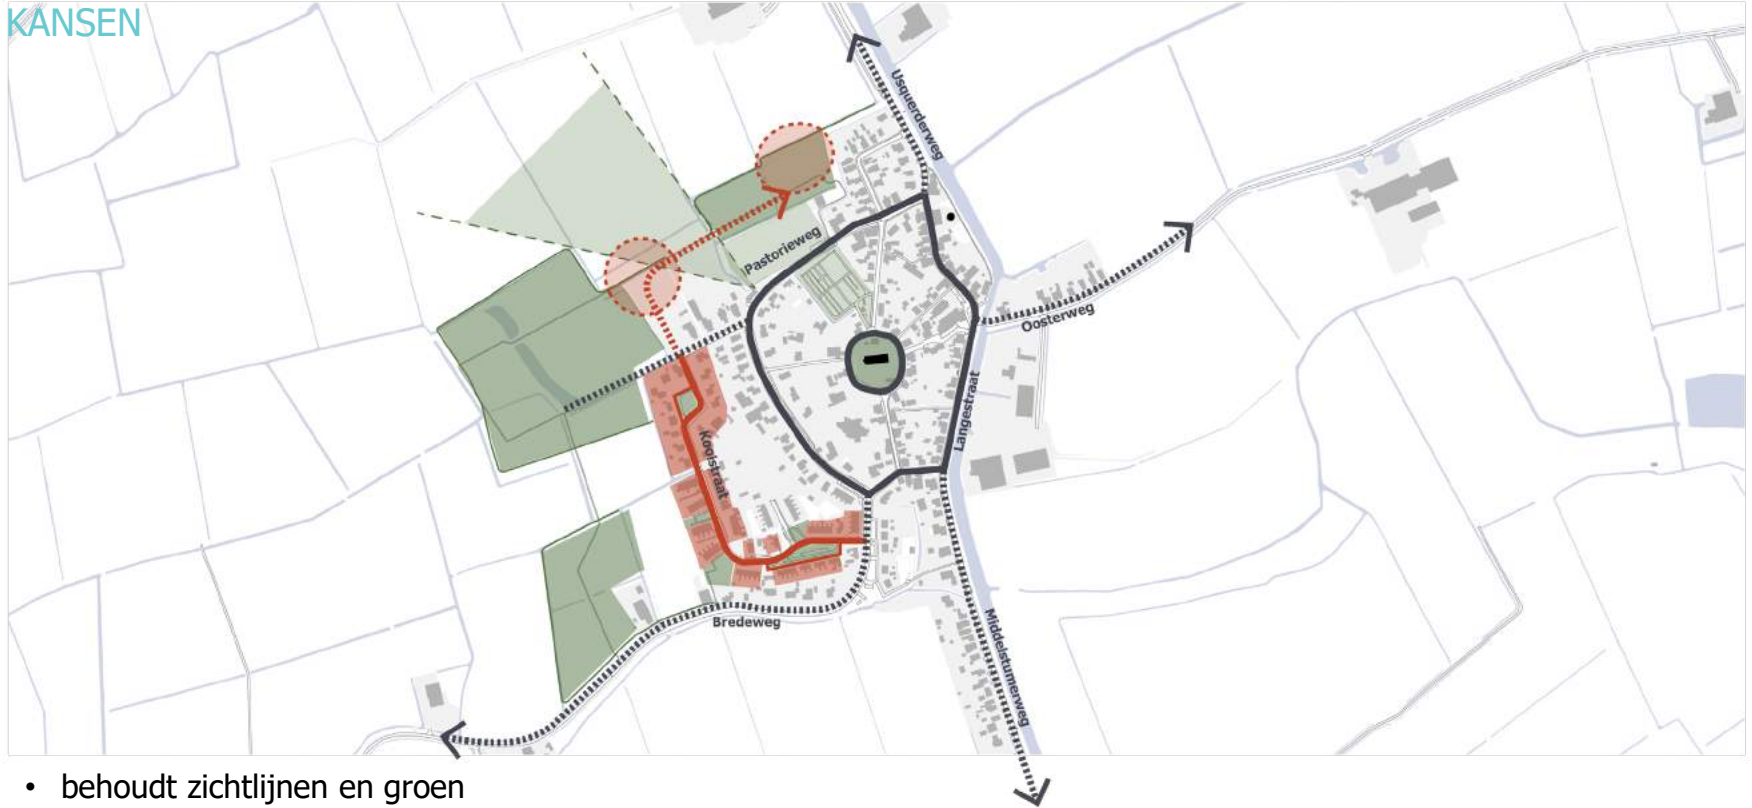 KANSEN
Usquerderweg
Pastorieweg
Oosterweg
Langestraat
Kooistraat
Bredeweg
Middelstumerweg
• behoudt zichtlijnen en groen